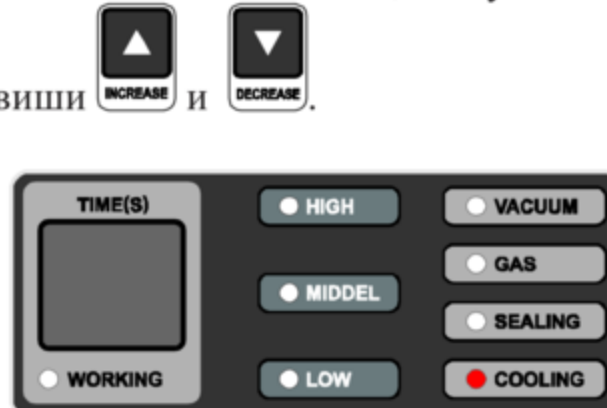 INCREASE DECREASE
виши и .
TIME(S) HIGH VACUUM
GAS
MIDDEL
SEALING
WORKING LOW COOLING